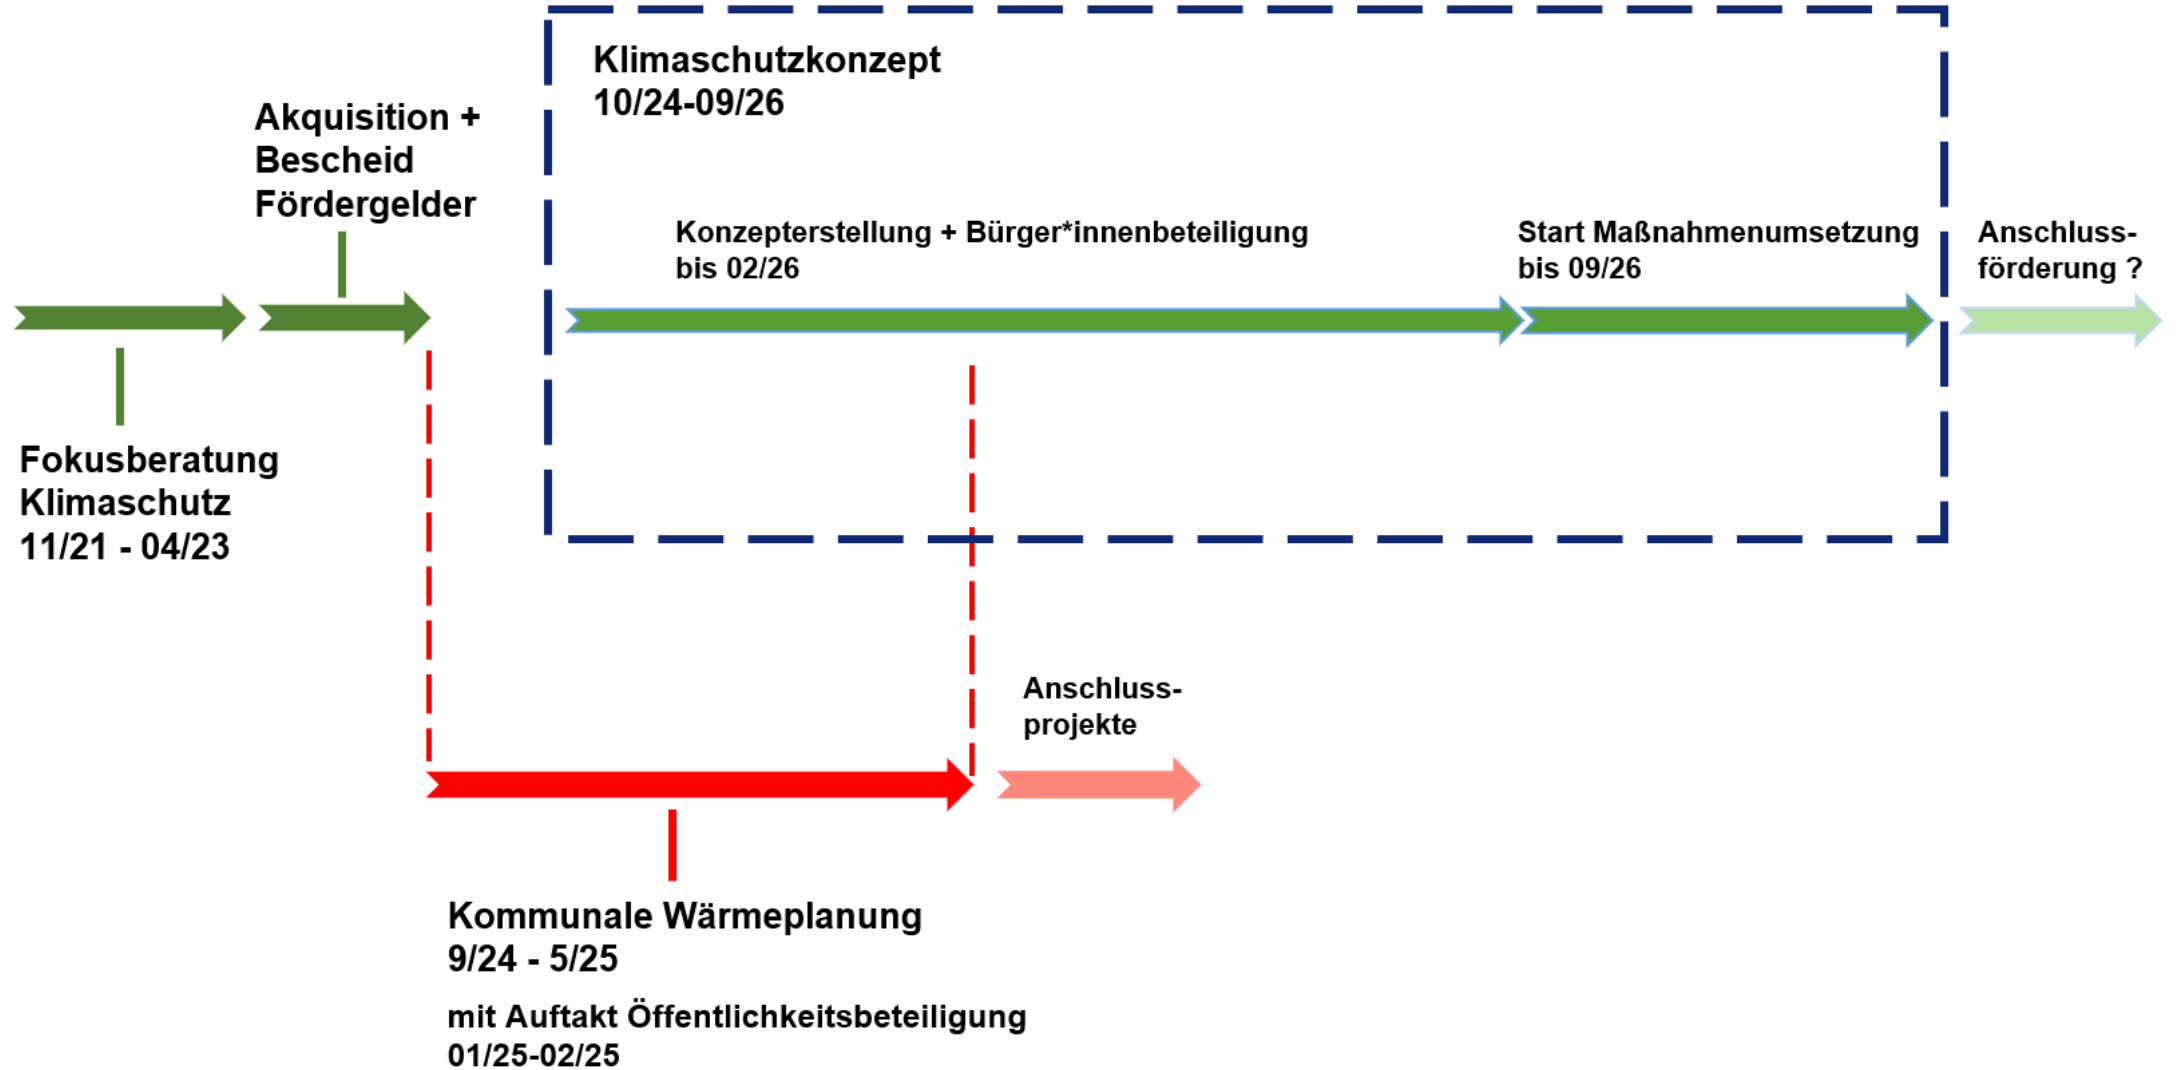 Klimaschutzkonzept
10/24-09/26
Akquisition +
Bescheid
Fördergelder
Konzepterstellung + Bürger*innenbeteiligung
bis 02/26
Start Maßnahmenumsetzung
bis 09/26
Anschluss-
förderung ?
Fokusberatung
Klimaschutz
11/21 - 04/23
Anschluss-
projekte
Kommunale Wärmeplanung
9/24 - 5/25
mit Auftakt Öffentlichkeitsbeteiligung
01/25-02/25